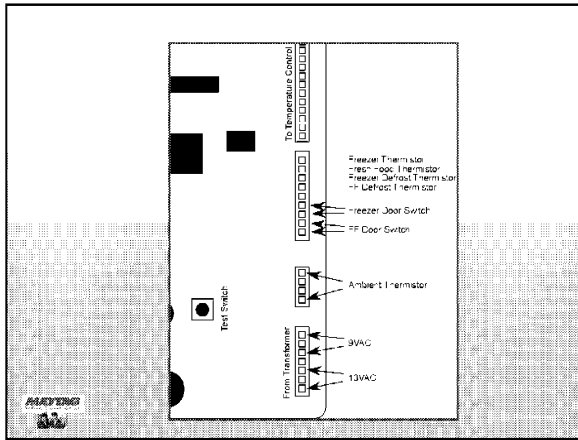 To Temperature Control
Freezer Thermistor
Fresh Food Thermistor
Freezer Defrost Thermistor
FF Defrost Thermistor
Freezer Door Switch
FF Door Switch
Ambient Thermistor
Test Switch
From Transformer
9VAC
13VAC
MAYTAG